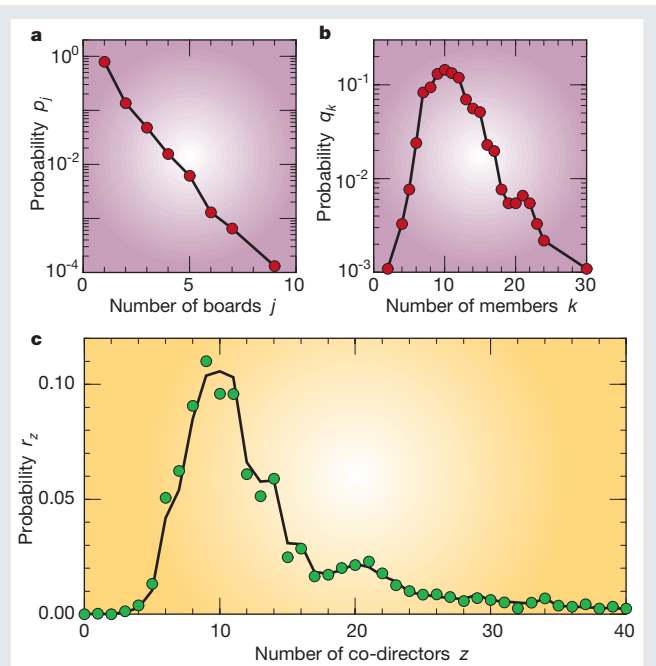 a
b
Probability p_j
10^0
10^-2
10^-4
0
5
10
Number of boards j
Probability q_k
10^-1
10^-2
10^-3
0
10
20
30
Number of members k
c
Probability r_z
0.10
0.05
0.00
0
10
20
30
40
Number of co-directors z